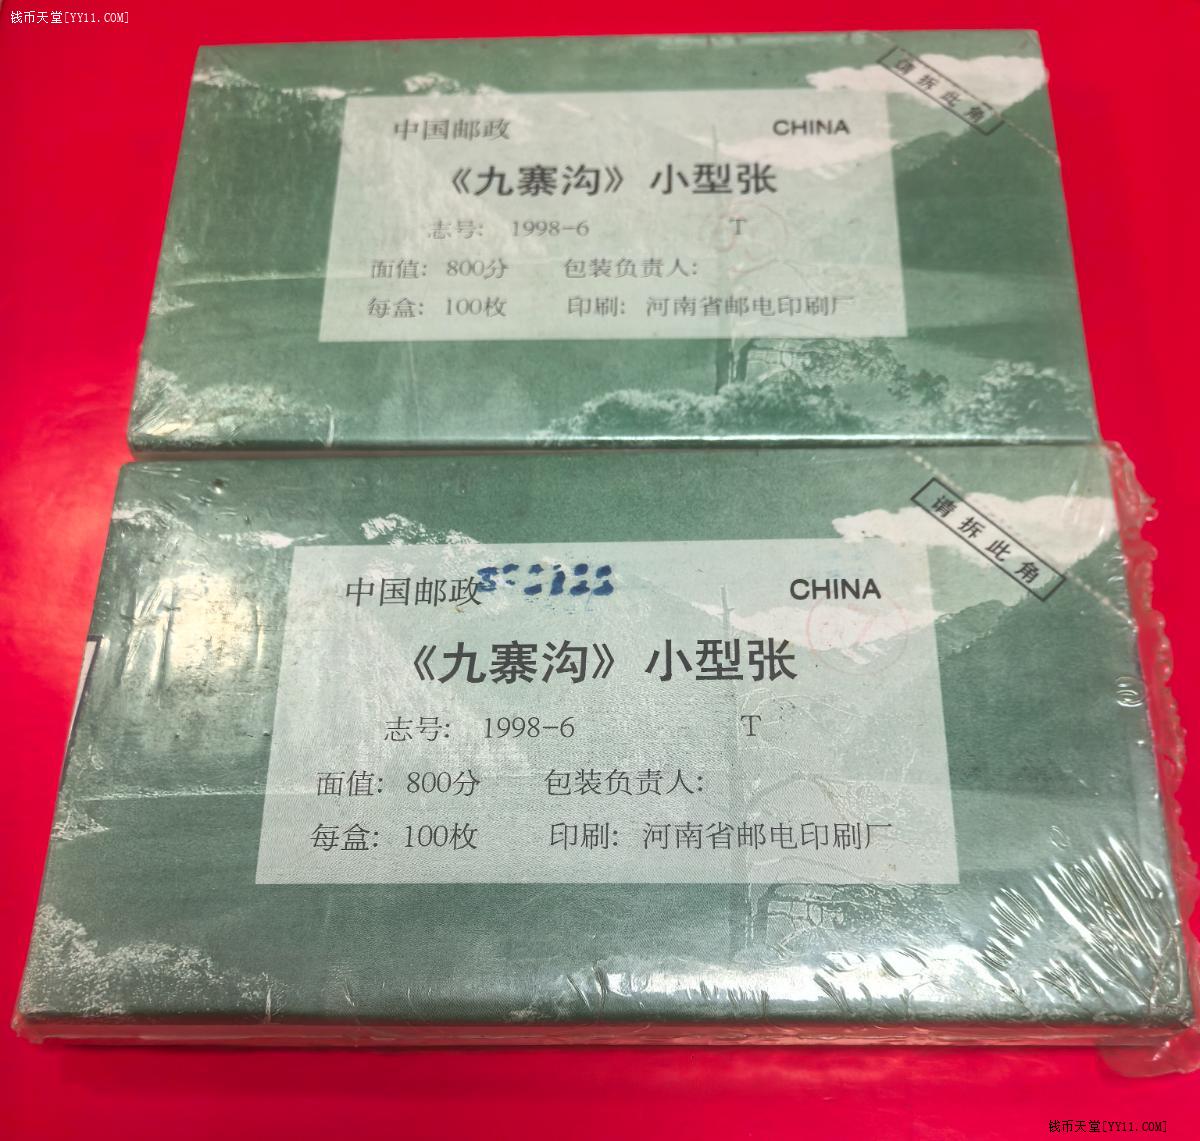 钱币天堂[YY11.COM]
请拆此角
中国邮政 CHINA
《九寨沟》小型张
志号: 1998-6 T
面值: 800分 包装负责人:
每盒: 100枚 印刷: 河南省邮电印刷厂
请拆此角
中国邮政 CHINA
《九寨沟》小型张
志号: 1998-6 T
面值: 800分 包装负责人:
每盒: 100枚 印刷: 河南省邮电印刷厂
钱币天堂[YY11.COM]